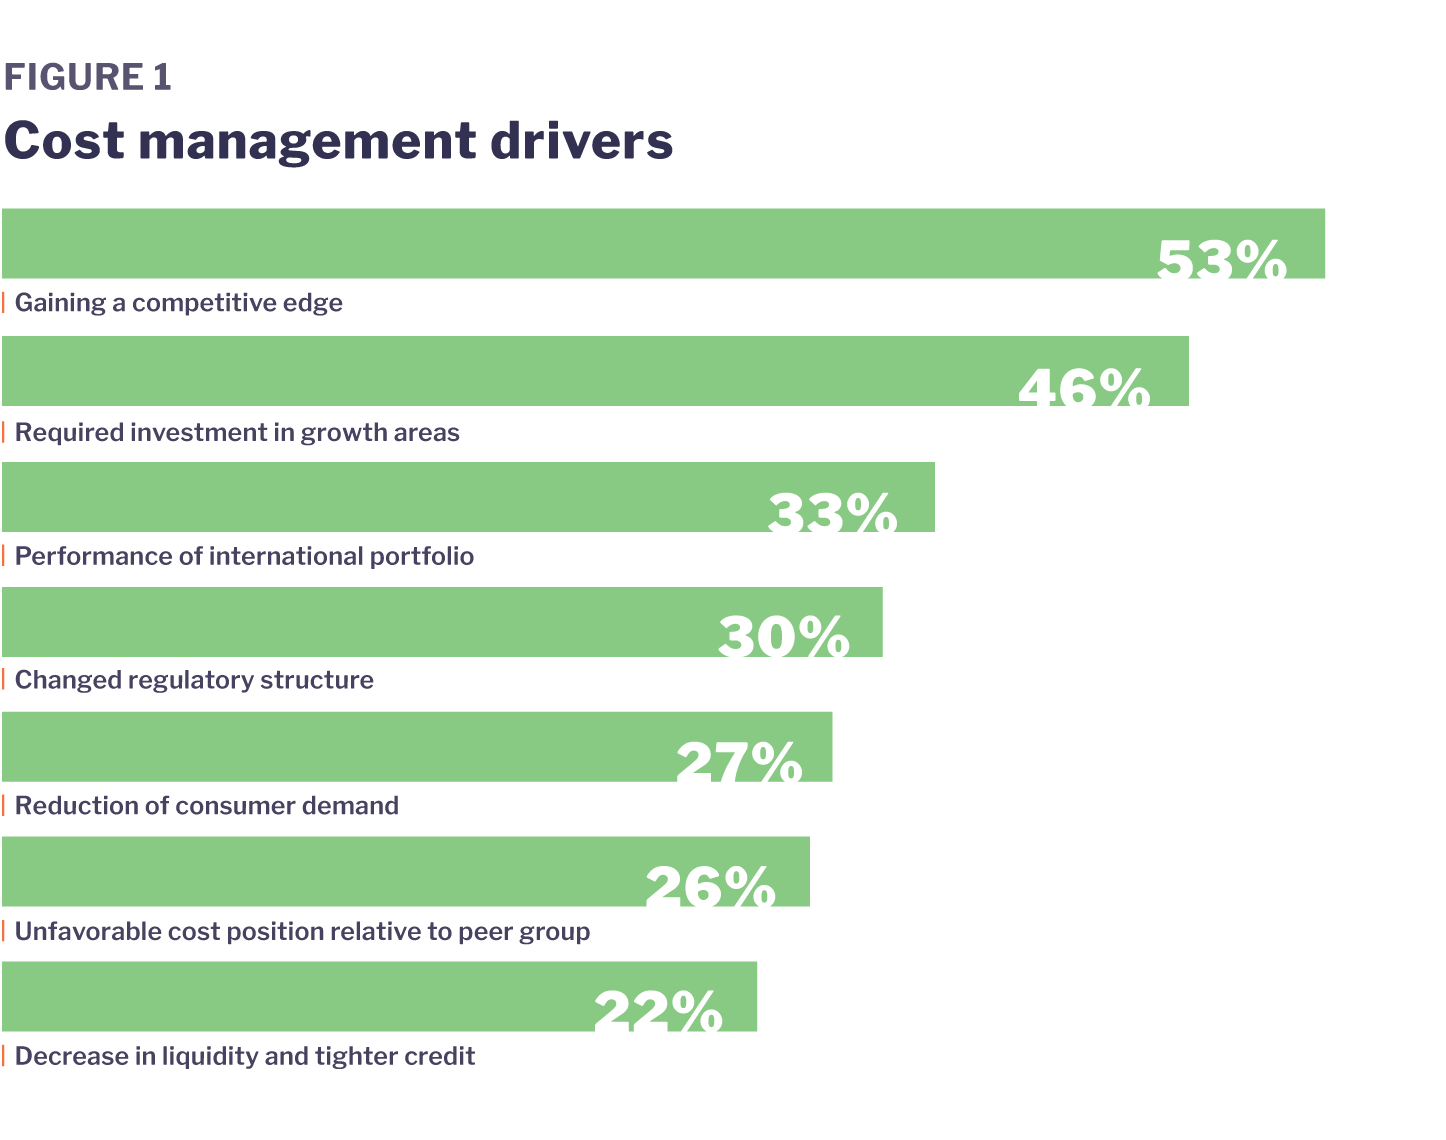 FIGURE 1
Cost management drivers
53%
Gaining a competitive edge
46%
Required investment in growth areas
33%
Performance of international portfolio
30%
Changed regulatory structure
27%
Reduction of consumer demand
26%
Unfavorable cost position relative to peer group
22%
Decrease in liquidity and tighter credit